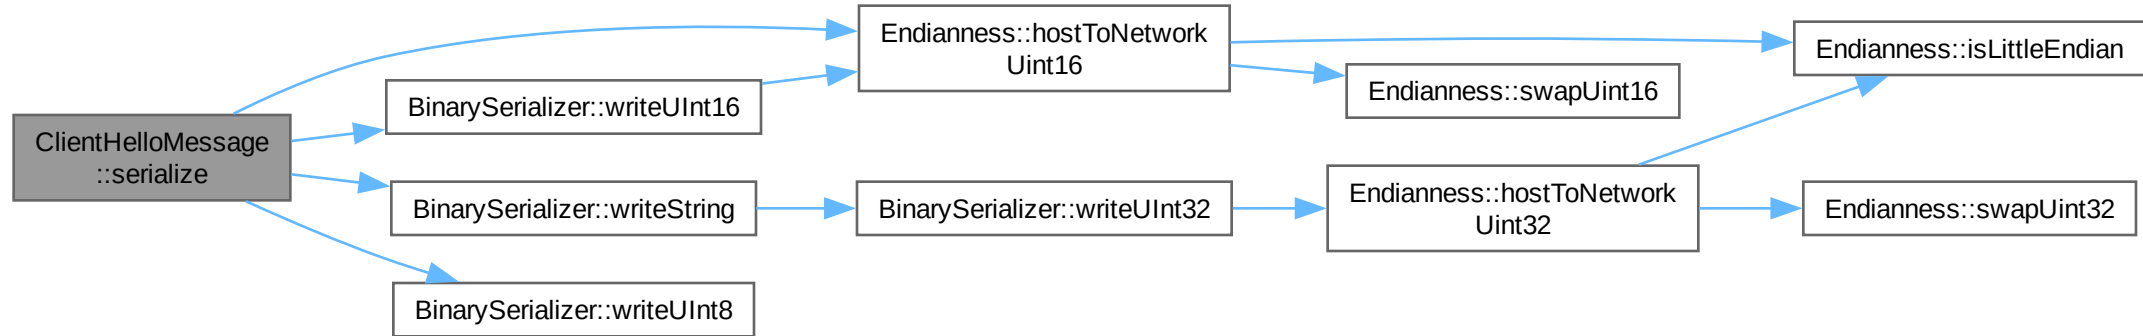 ClientHelloMessage
::serialize
BinarySerializer::writeUInt16
Endianness::hostToNetwork
Uint16
Endianness::isLittleEndian
Endianness::swapUint16
BinarySerializer::writeString
BinarySerializer::writeUInt32
Endianness::hostToNetwork
Uint32
Endianness::swapUint32
BinarySerializer::writeUInt8